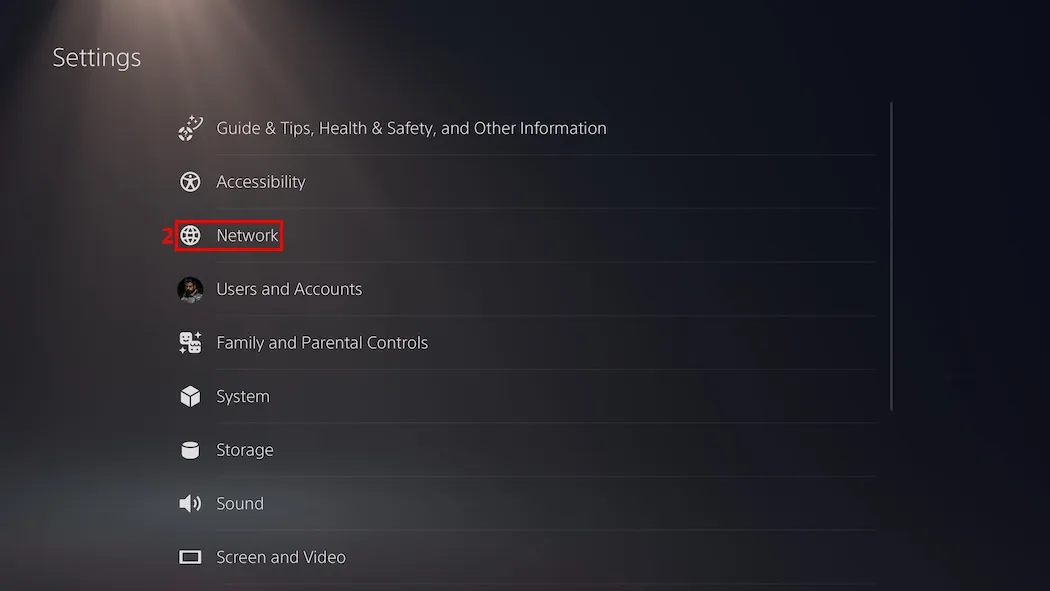 Settings
Guide & Tips, Health & Safety, and Other Information
Accessibility
2 Network
Users and Accounts
Family and Parental Controls
System
Storage
Sound
Screen and Video